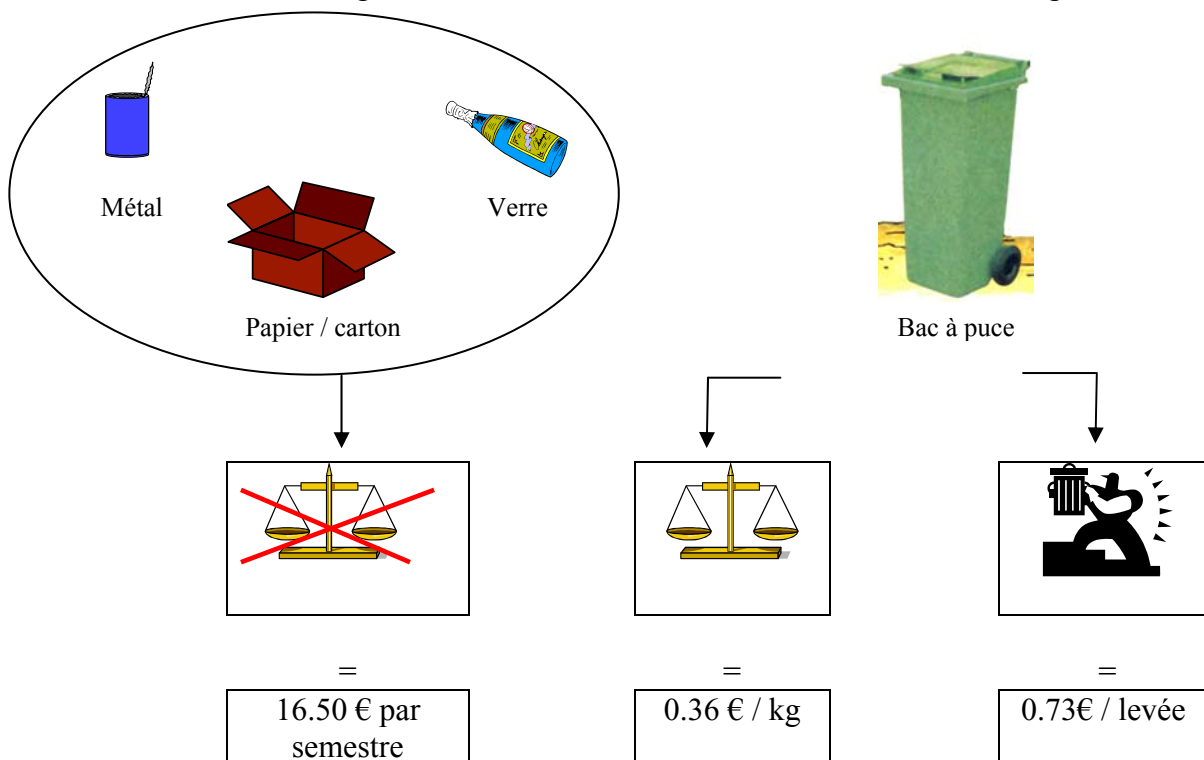 Métal
Verre
Papier / carton
Bac à puce
=
=
=
16.50 € par
semestre
0.36 € / kg
0.73€ / levée